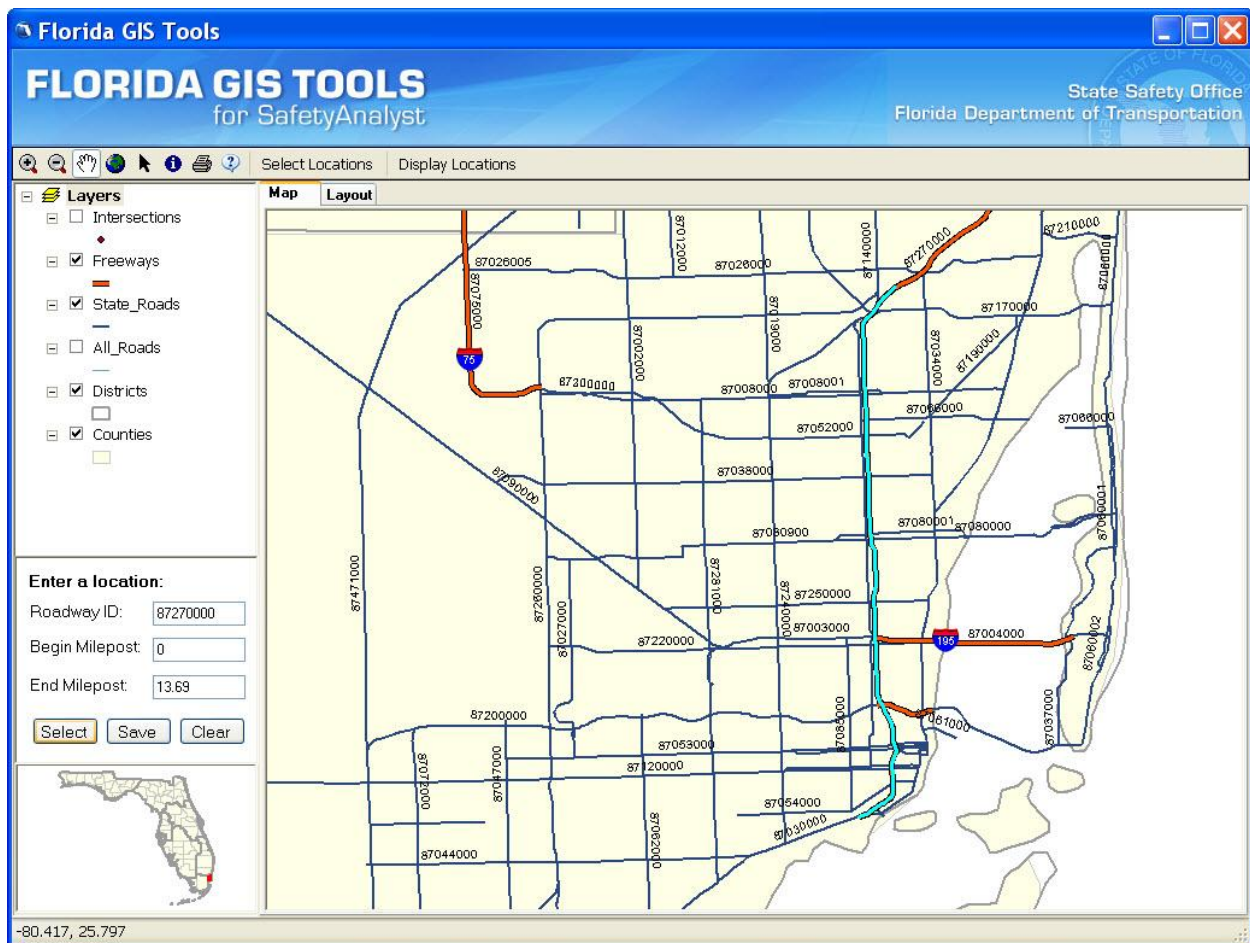 Florida GIS Tools
FLORIDA GIS TOOLS
for SafetyAnalyst
State Safety Office
Florida Department of Transportation
Select Locations
Display Locations
Layers
Intersections
Freeways
State_Roads
All_Roads
Districts
Counties
Enter a location:
Roadway ID: 87270000
Begin Milepost: 0
End Milepost: 13.69
Select Save Clear
Map Layout
87012000
87140000
87270000
87210000
87026005
87026000
87075000
87170000
87019000
87002000
87034000
87190000
75
87200000
87008000
87008001
87066000
87066000
87052000
87038000
87090000
87080001
87080000
87080900
87060001
87471000
87260000
87281000
87240000
87250000
87027000
87220000
87003000
195
87004000
87060002
87037000
87200000
87085000
87053000
87120000
87072000
87047000
87054000
87030000
87062000
87044000
-80.417, 25.797